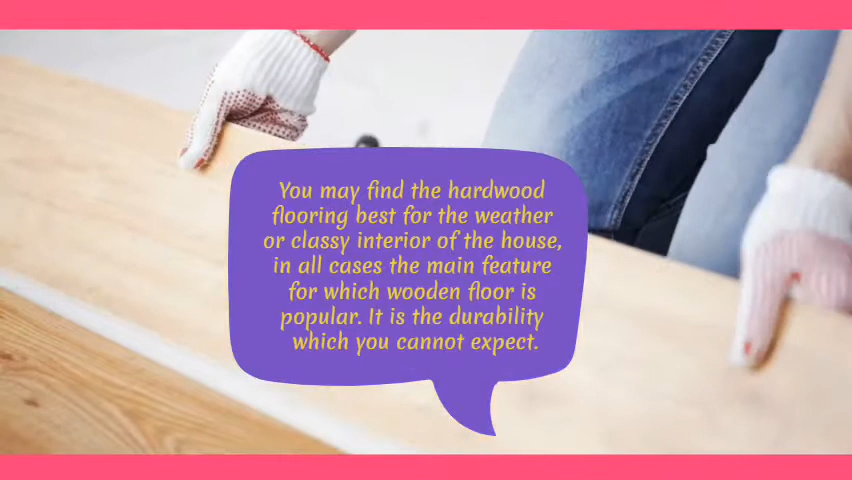 You may find the hardwood
flooring best for the weather
or classy interior of the house,
in all cases the main feature
for which wooden floor is
popular. It is the durability
which you cannot expect.